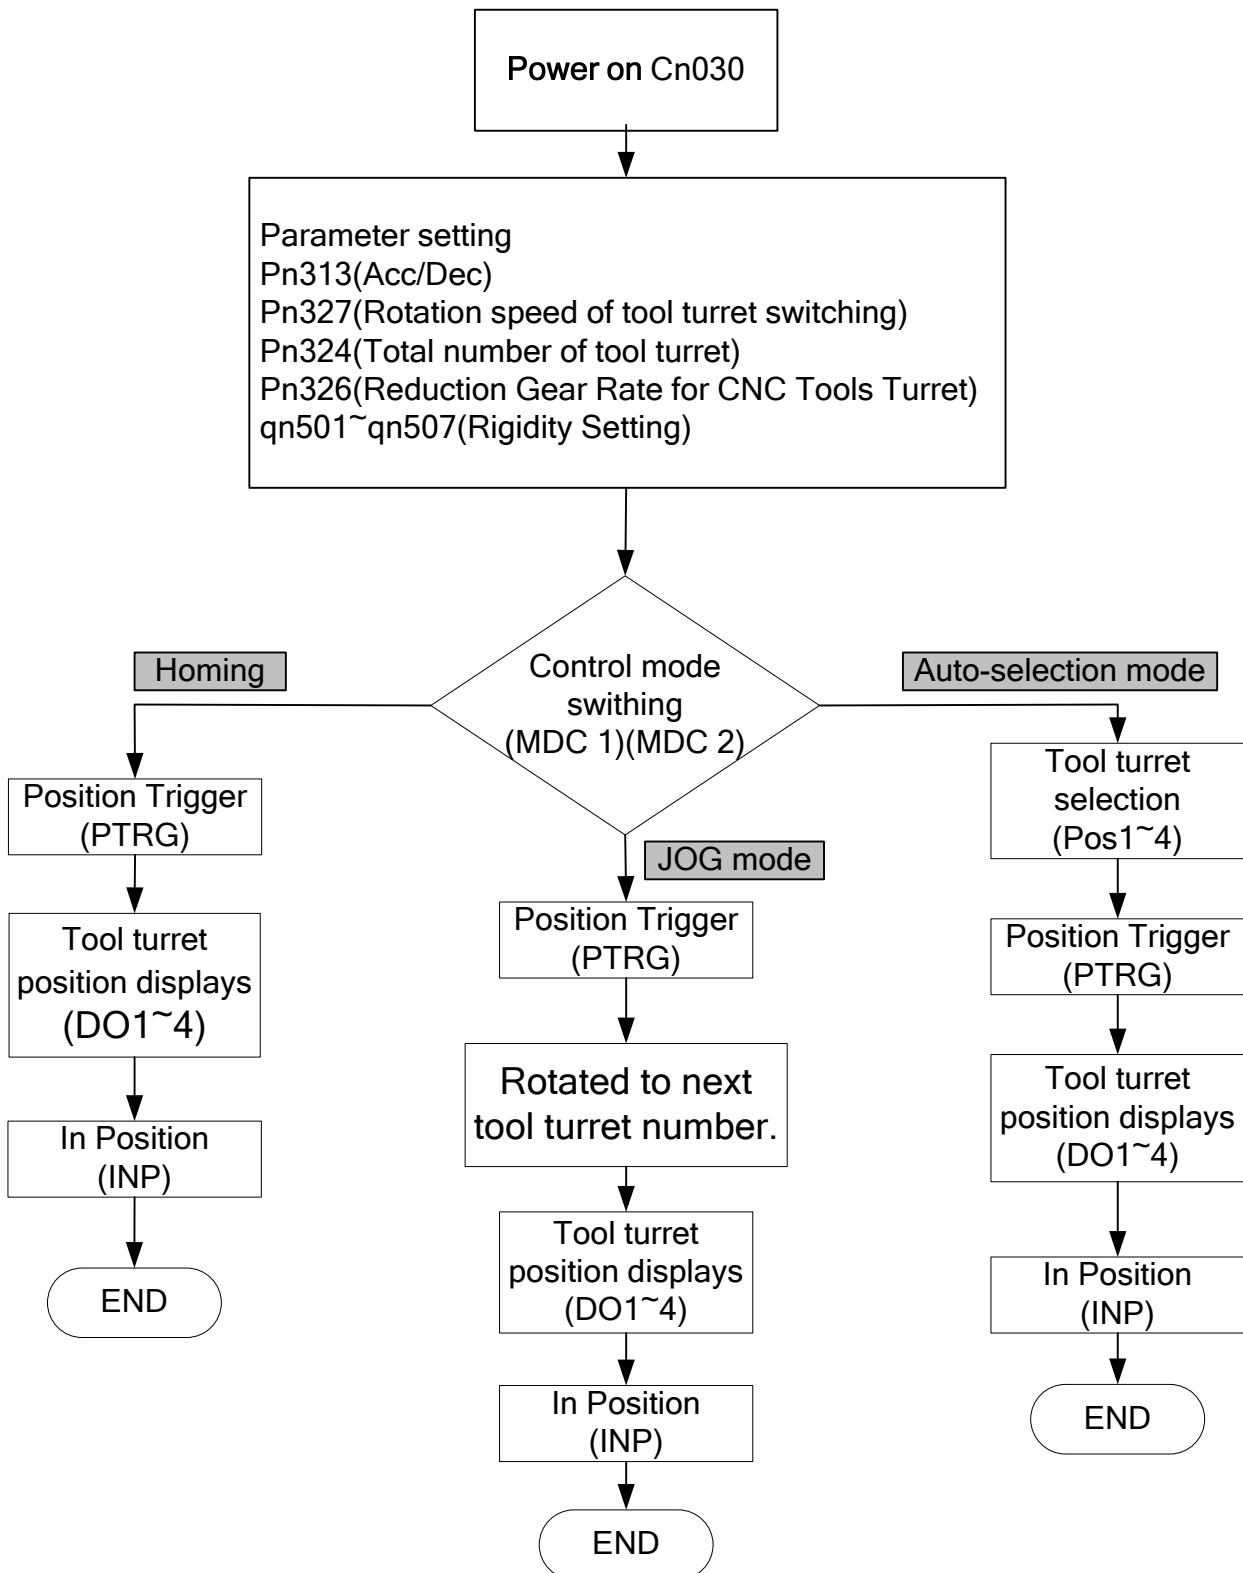 Power on Cn030
Parameter setting
Pn313(Acc/Dec)
Pn327(Rotation speed of tool turret switching)
Pn324(Total number of tool turret)
Pn326(Reduction Gear Rate for CNC Tools Turret)
qn501~qn507(Rigidity Setting)
Control mode
swithing
(MDC 1)(MDC 2)
Homing
Position Trigger
(PTRG)
Tool turret
position displays
(DO1~4)
In Position
(INP)
END
JOG mode
Position Trigger
(PTRG)
Rotated to next
tool turret number.
Tool turret
position displays
(DO1~4)
In Position
(INP)
END
Auto-selection mode
Tool turret
selection
(Pos1~4)
Position Trigger
(PTRG)
Tool turret
position displays
(DO1~4)
In Position
(INP)
END